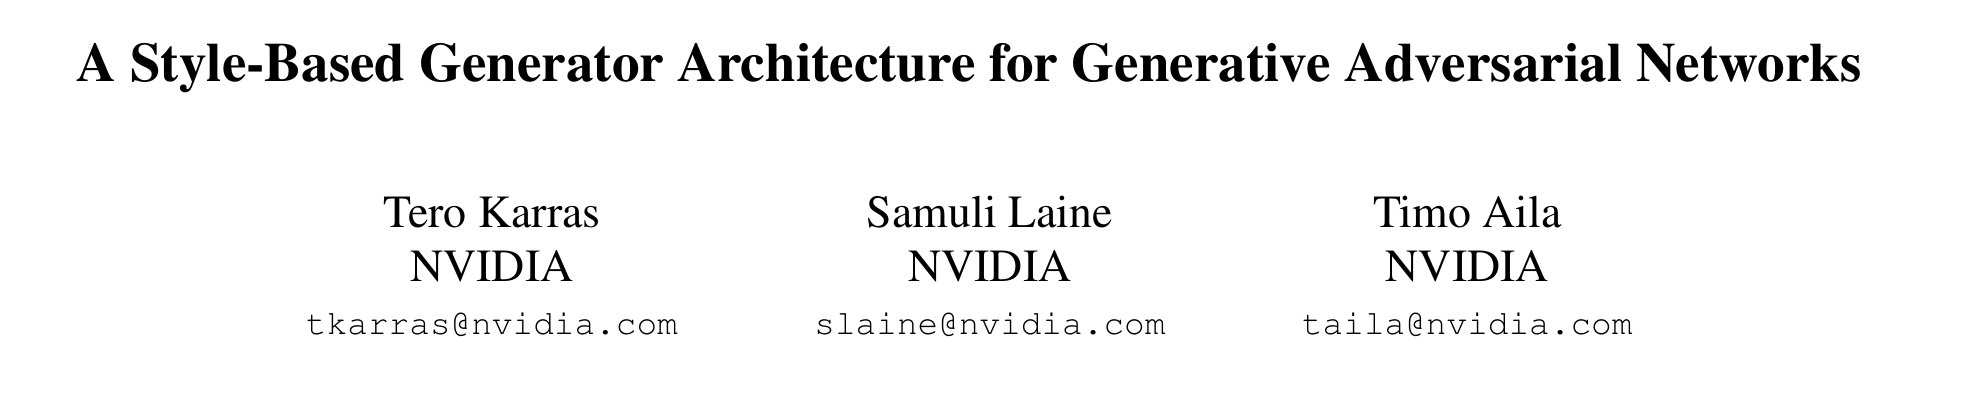 A Style-Based Generator Architecture for Generative Adversarial Networks
Tero Karras
NVIDIA
tkarras@nvidia.com
Samuli Laine
NVIDIA
slaine@nvidia.com
Timo Aila
NVIDIA
taila@nvidia.com